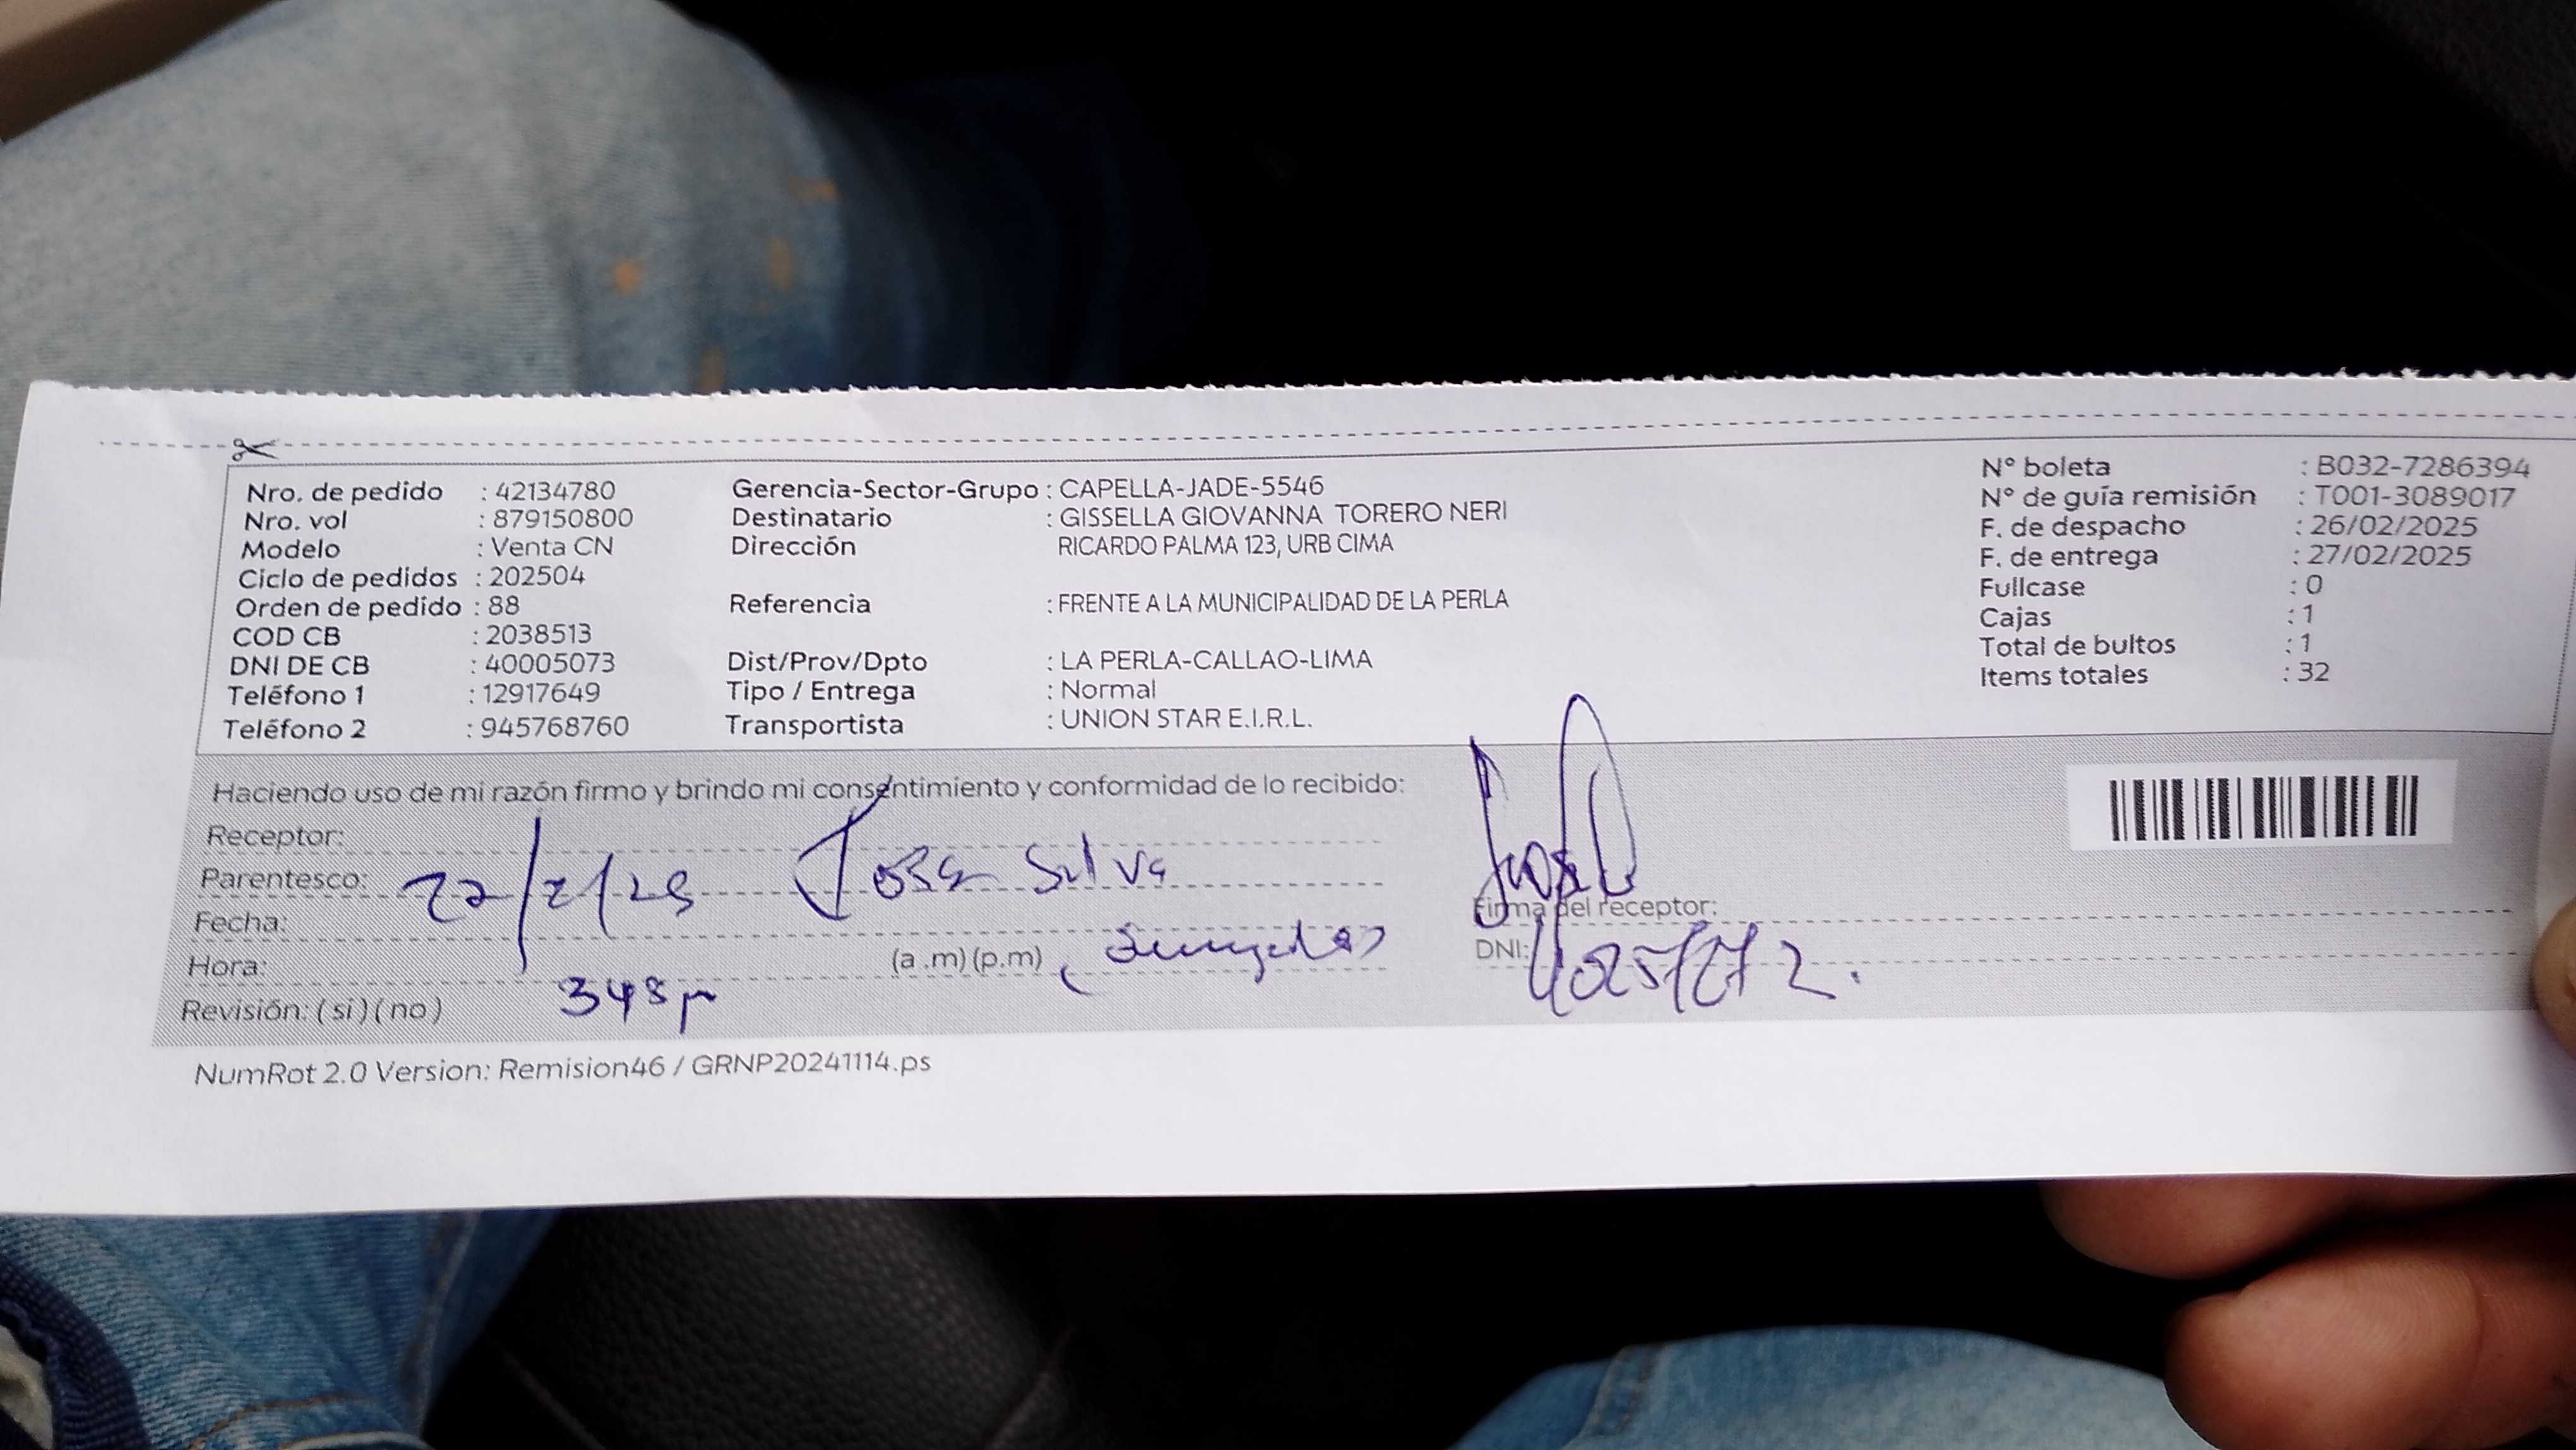 Nro. de pedido : 42134780
Nro. vol : 879150800
Modelo : Venta CN
Ciclo de pedidos : 202504
Orden de pedido : 88
COD CB : 2038513
DNI DE CB : 40005073
Teléfono 1 : 12917649
Teléfono 2 : 945768760
Gerencia-Sector-Grupo : CAPELLA-JADE-5546
Destinatario : GISSELLA GIOVANNA TORERO NERI
Dirección RICARDO PALMA 123, URB CIMA
Referencia : FRENTE A LA MUNICIPALIDAD DE LA PERLA
Dist/Prov/Dpto : LA PERLA-CALLAO-LIMA
Tipo / Entrega : Normal
Transportista : UNION STAR E.I.R.L.
N° boleta : B032-7286394
N° de guía remisión : T001-3089017
F. de despacho : 26/02/2025
F. de entrega : 27/02/2025
Fullcase : 0
Cajas : 1
Total de bultos : 1
Items totales : 32
Haciendo uso de mi razón firmo y brindo mi consentimiento y conformidad de lo recibido:
Receptor:
Parentesco: Jose Silva
Fecha:
Hora: (a .m) (p.m)
Revisión: ( si ) ( no ) 348 p
Firma del receptor:
DNI:
NumRot 2.0 Version: Remision46 / GRNP20241114.ps